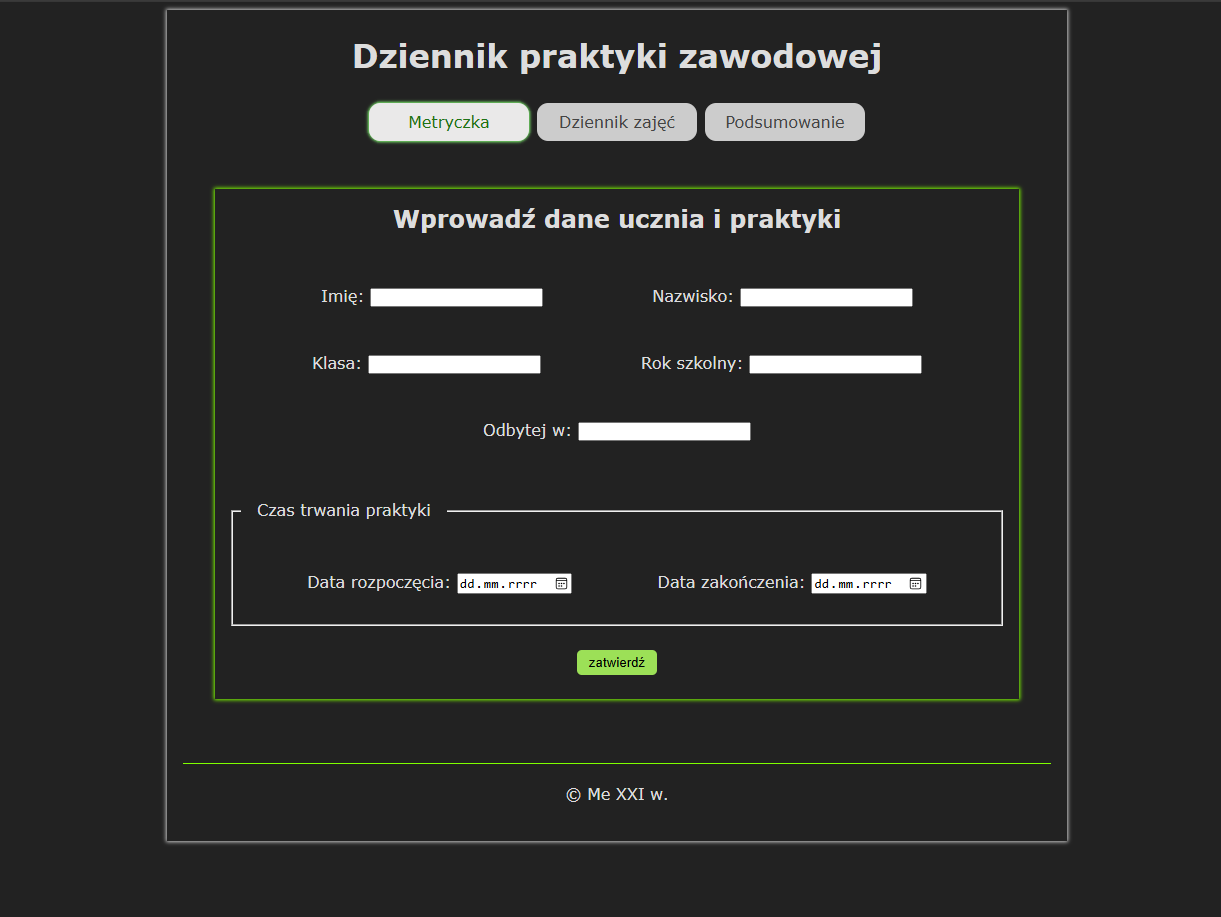 Dziennik praktyki zawodowej
Metryczka Dziennik zajęć Podsumowanie
Wprowadź dane ucznia i praktyki
Imię: Nazwisko:
Klasa: Rok szkolny:
Odbytej w:
Czas trwania praktyki
Data rozpoczęcia: dd.mm.rrrr Data zakończenia: dd.mm.rrrr
zatwierdź
© Me XXI w.